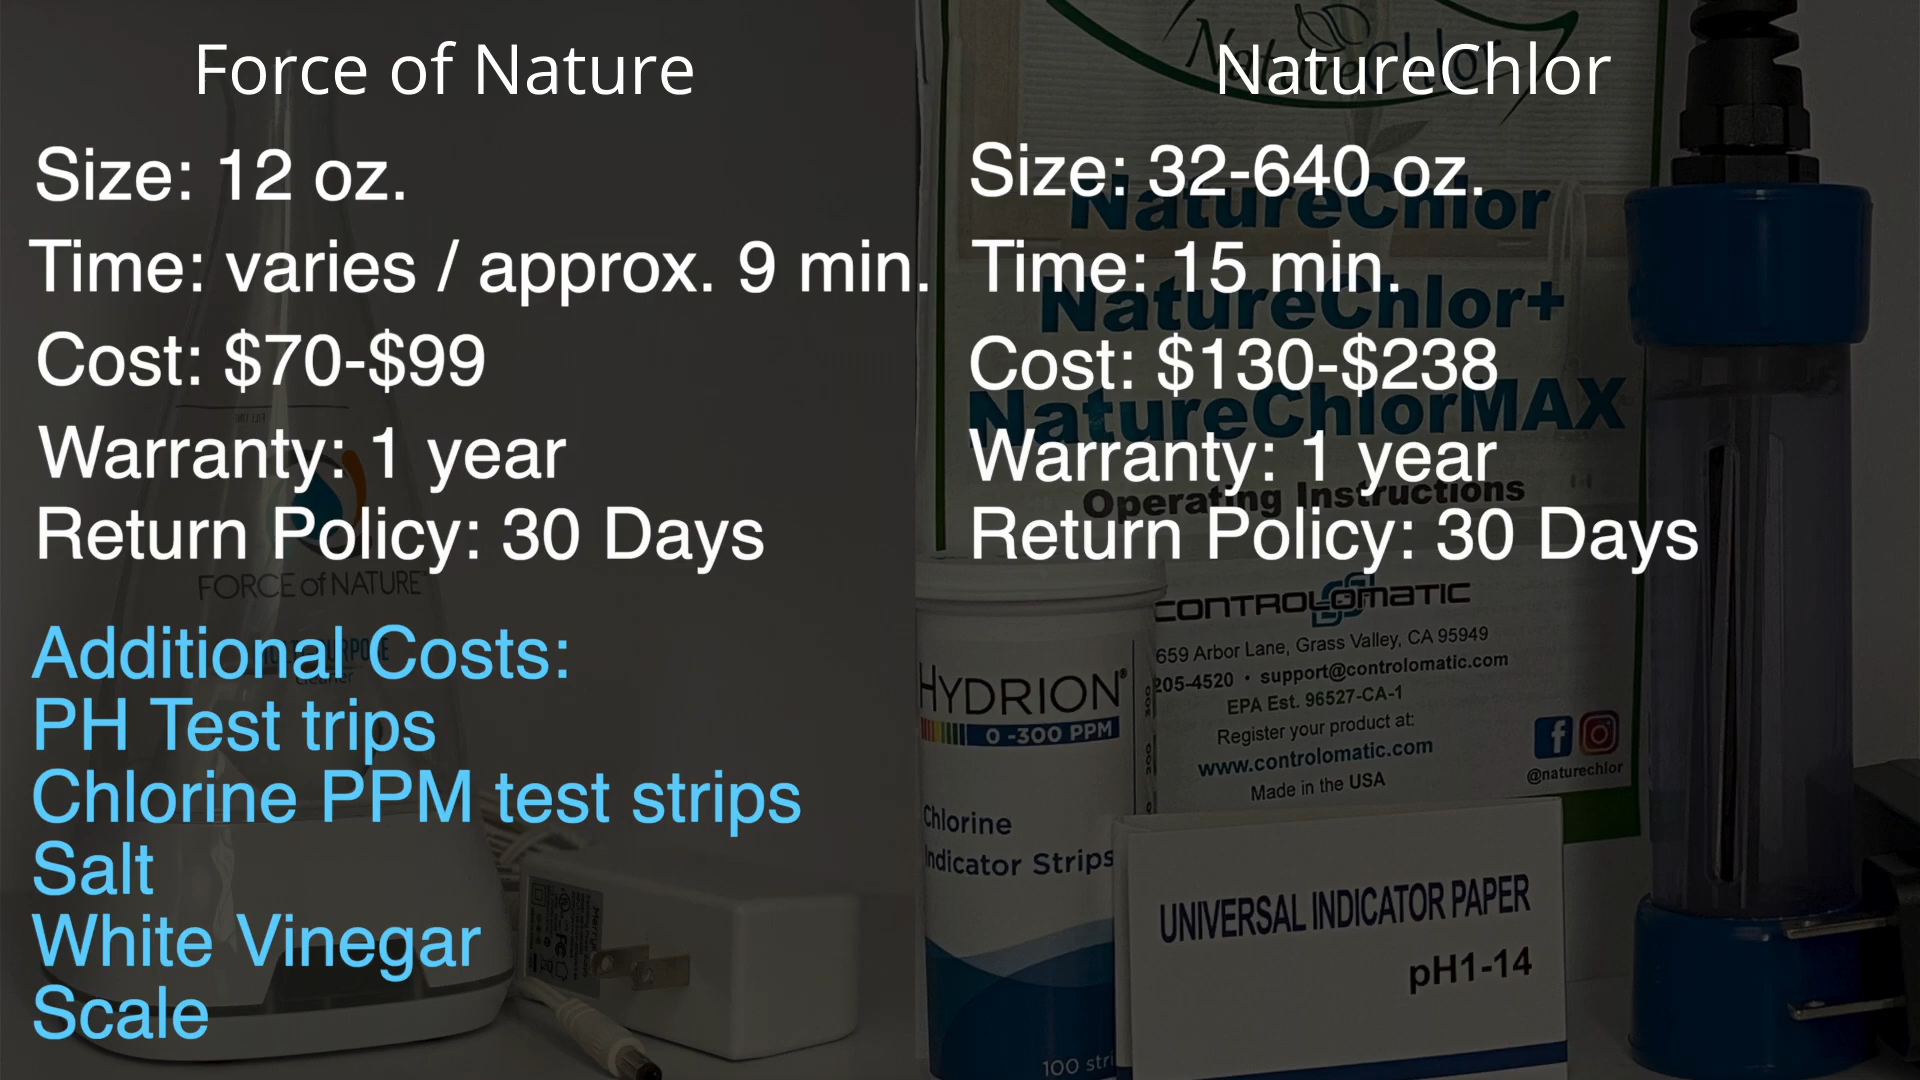 Force of Nature
Size: 12 oz.
Time: varies / approx. 9 min.
Cost: $70-$99
Warranty: 1 year
Return Policy: 30 Days
FORCE of NATURE
Additional Costs:
PH Test trips
Chlorine PPM test strips
Salt
White Vinegar
Scale
NatureChlor
NatureChlor
Size: 32-640 oz.
NatureChlor
Time: 15 min.
NatureChlor+
Cost: $130-$238
NatureChlorMAX
Warranty: 1 year
Operating Instructions
Return Policy: 30 Days
CONTROLOMATIC
659 Arbor Lane, Grass Valley, CA 95949
205-4520 • support@controlomatic.com
EPA Est. 96527-CA-1
Register your product at:
www.controlomatic.com
Made in the USA
@naturechlor
HYDRION®
0 -300 PPM
Chlorine
Indicator Strips
100 stri
UNIVERSAL INDICATOR PAPER
pH1-14